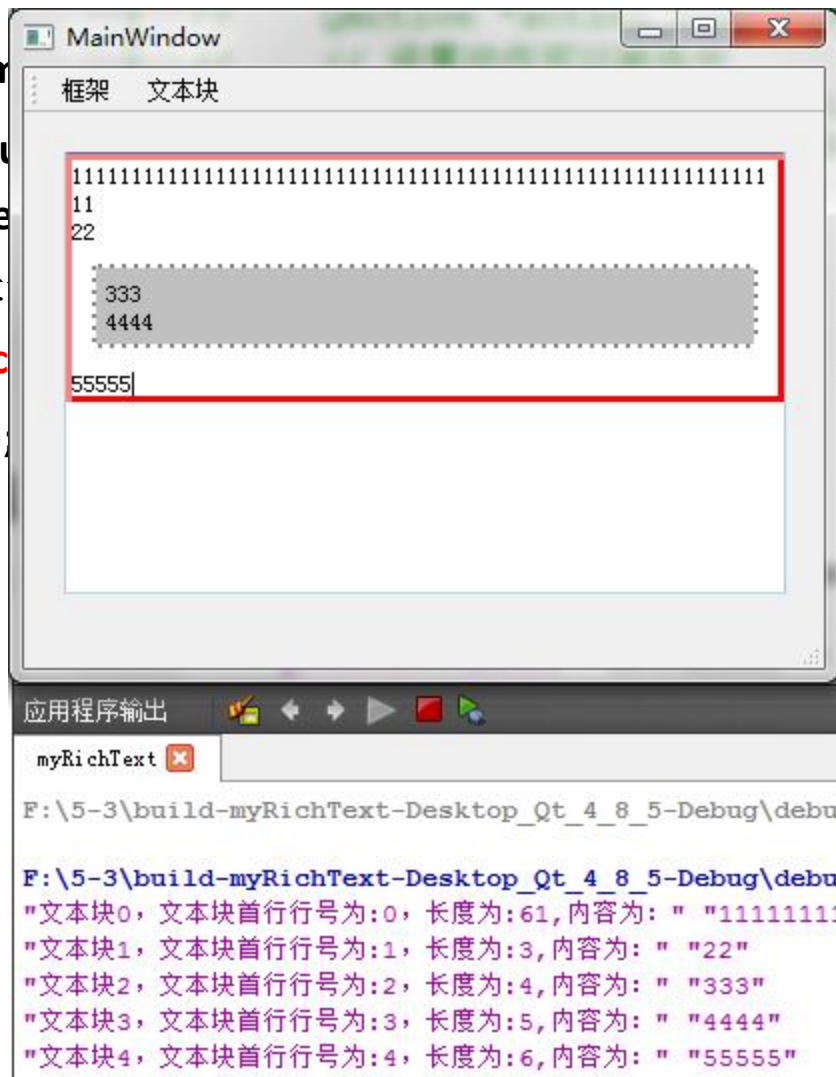 MainWindow
框架 文本块
1111111111111111111111111111111111111111111111111111111111
11
22
333
4444
55555
应用程序输出
myRichText
F:\5-3\build-myRichText-Desktop_Qt_4_8_5-Debug\debu
F:\5-3\build-myRichText-Desktop_Qt_4_8_5-Debug\debu
"文本块0，文本块首行行号为:0，长度为:61,内容为：" "11111111
"文本块1，文本块首行行号为:1，长度为:3,内容为：" "22"
"文本块2，文本块首行行号为:2，长度为:4,内容为：" "333"
"文本块3，文本块首行行号为:3，长度为:5,内容为：" "4444"
"文本块4，文本块首行行号为:4，长度为:6,内容为：" "55555"